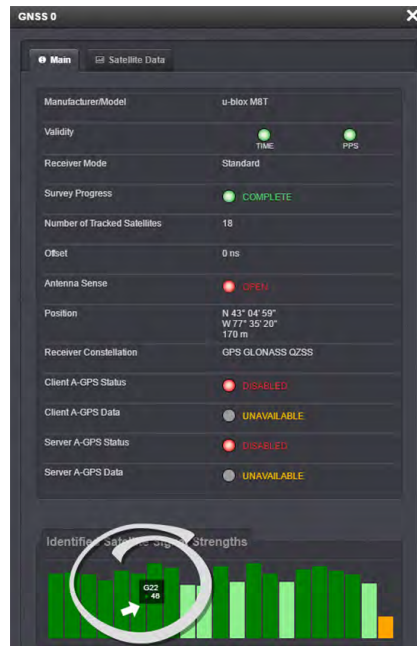 GNSS 0 X
Main Satellite Data
Manufacturer/Model u-blox M8T
Validity TIME PPS
Receiver Mode Standard
Survey Progress COMPLETE
Number of Tracked Satellites 18
Offset 0 ns
Antenna Sense OPEN
Position N 43° 04' 59"
W 77° 35' 20"
170 m
Receiver Constellation GPS GLONASS QZSS
Client A-GPS Status DISABLED
Client A-GPS Data UNAVAILABLE
Server A-GPS Status DISABLED
Server A-GPS Data UNAVAILABLE
Identified Satellite Signal Strengths
G22
46